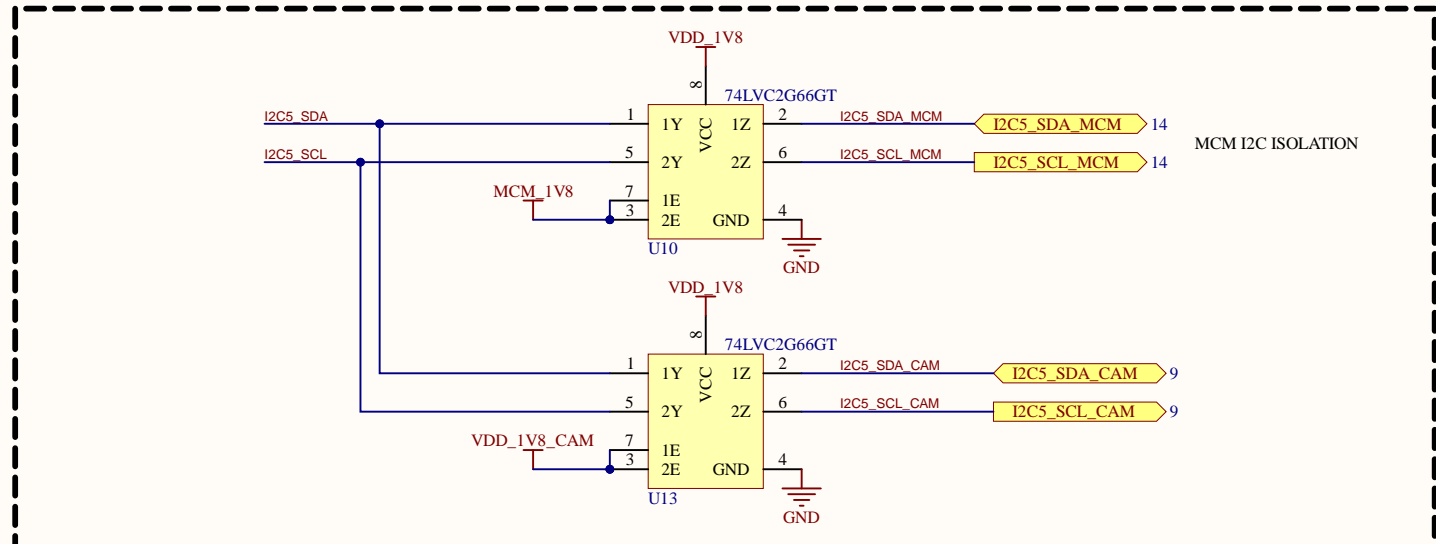 VDD_1V8
8
74LVC2G66GT
I2C5_SDA
1
1Y
VCC
1Z
2
I2C5_SDA_MCM
I2C5_SDA_MCM
14
MCM I2C ISOLATION
I2C5_SCL
5
2Y
2Z
6
I2C5_SCL_MCM
I2C5_SCL_MCM
14
MCM_1V8
7
1E
3
2E
GND
4
U10
GND
VDD_1V8
8
74LVC2G66GT
1
1Y
VCC
1Z
2
I2C5_SDA_CAM
I2C5_SDA_CAM
9
5
2Y
2Z
6
I2C5_SCL_CAM
I2C5_SCL_CAM
9
VDD_1V8_CAM
7
1E
3
2E
GND
4
U13
GND